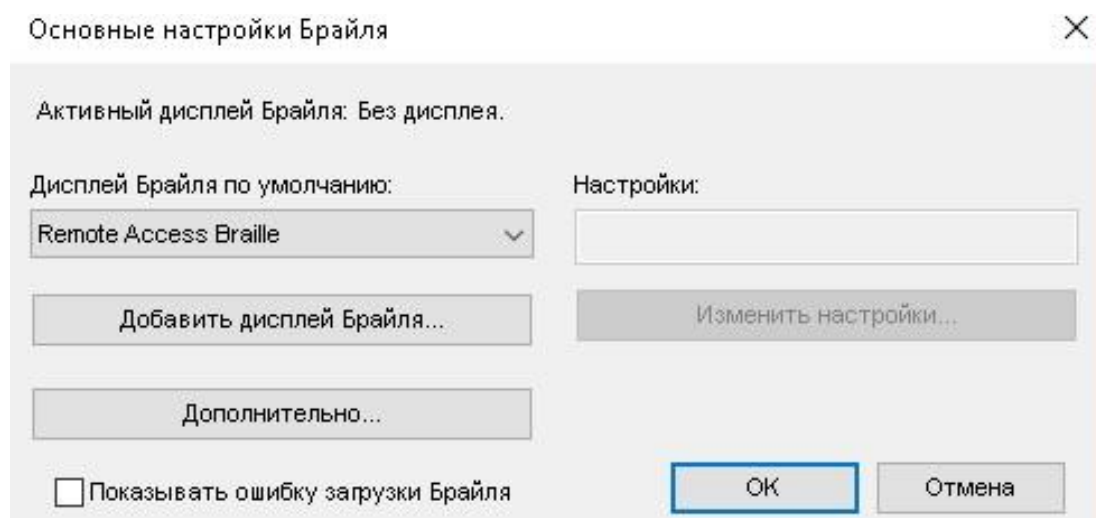 Основные настройки Брайля
Активный дисплей Брайля: Без дисплея.
Дисплей Брайля по умолчанию:
Настройки:
Remote Access Braille
Добавить дисплей Брайля...
Изменить настройки...
Дополнительно...
Показывать ошибку загрузки Брайля
OK
Отмена